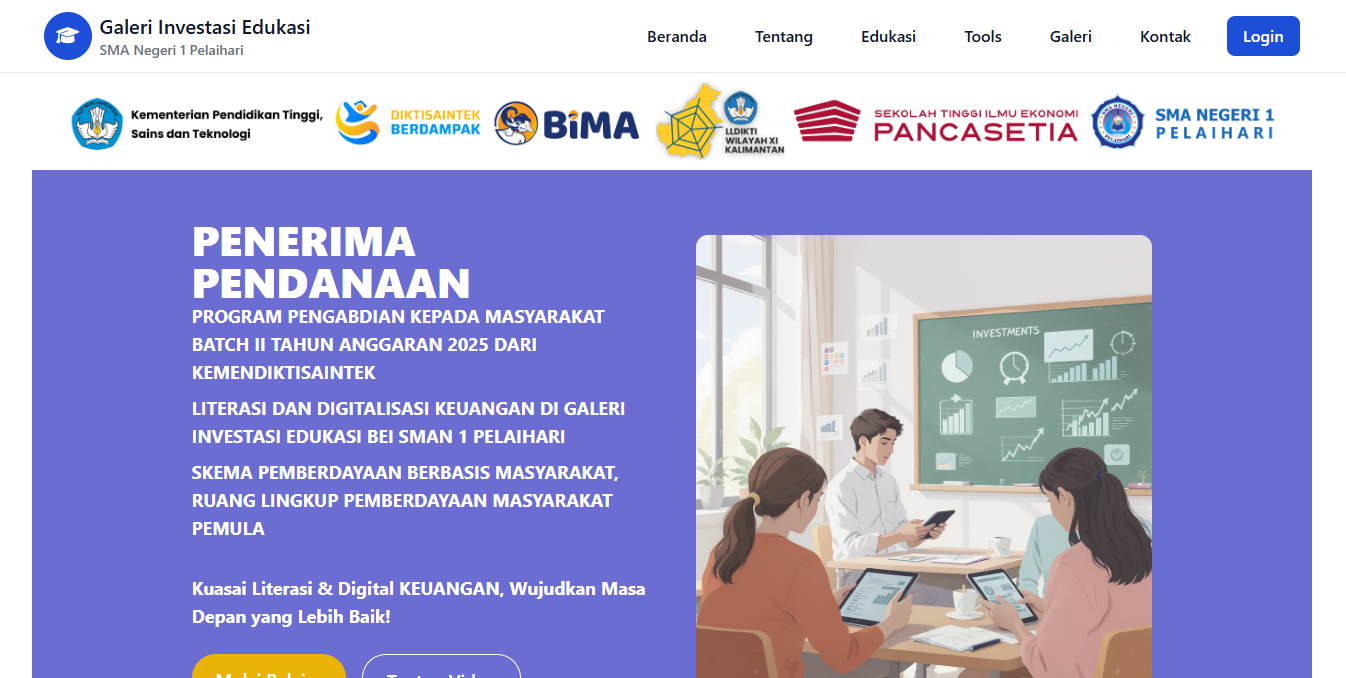 Galeri Investasi Edukasi
SMA Negeri 1 Pelaihari
Beranda
Tentang
Edukasi
Tools
Galeri
Kontak
Login
Kementerian Pendidikan Tinggi,
Sains dan Teknologi
DIKTISAINTEK
BERDAMPAK
BiMA
LLDIKTI
WILAYAH XI
KALIMANTAN
SEKOLAH TINGGI ILMU EKONOMI
PANCASETIA
SMA NEGERI 1
PELAIHARI
PENERIMA
PENDANAAN
PROGRAM PENGABDIAN KEPADA MASYARAKAT
BATCH II TAHUN ANGGARAN 2025 DARI
KEMENDIKTISAINTEK
LITERASI DAN DIGITALISASI KEUANGAN DI GALERI
INVESTASI EDUKASI BEI SMAN 1 PELAIHARI
SKEMA PEMBERDAYAAN BERBASIS MASYARAKAT,
RUANG LINGKUP PEMBERDAYAAN MASYARAKAT
PEMULA
Kuasai Literasi & Digital KEUANGAN, Wujudkan Masa
Depan yang Lebih Baik!
INVESTMENTS